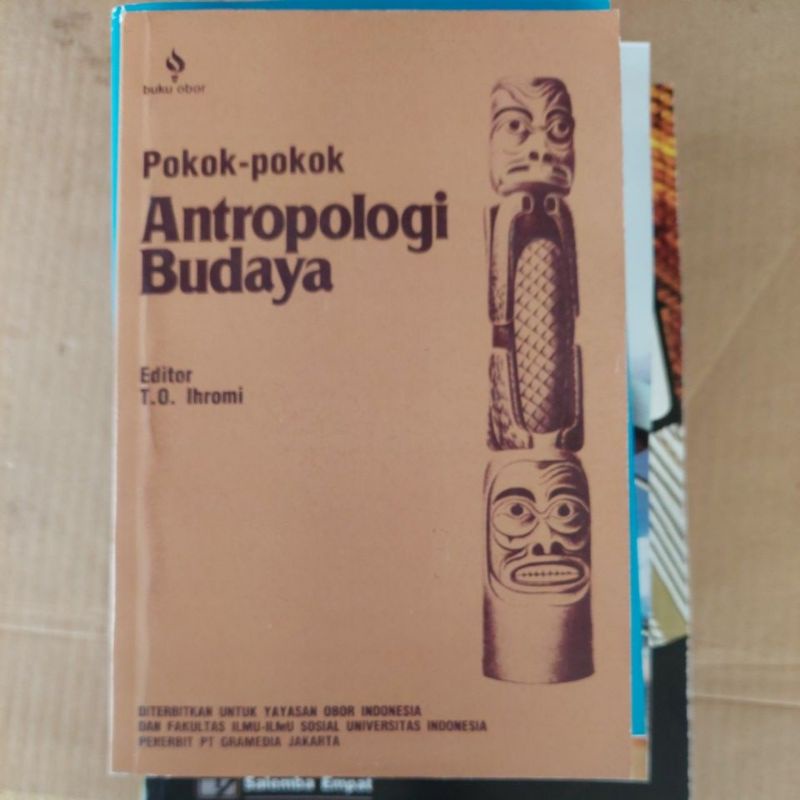 buku obor
Pokok-pokok
Antropologi
Budaya
Editor
T.O. Ihromi
DITERBITKAN UNTUK YAYASAN OBOR INDONESIA
DAN FAKULTAS ILMU-ILMU SOSIAL UNIVERSITAS INDONESIA
PENERBIT PT GRAMEDIA JAKARTA
Salemba Empat